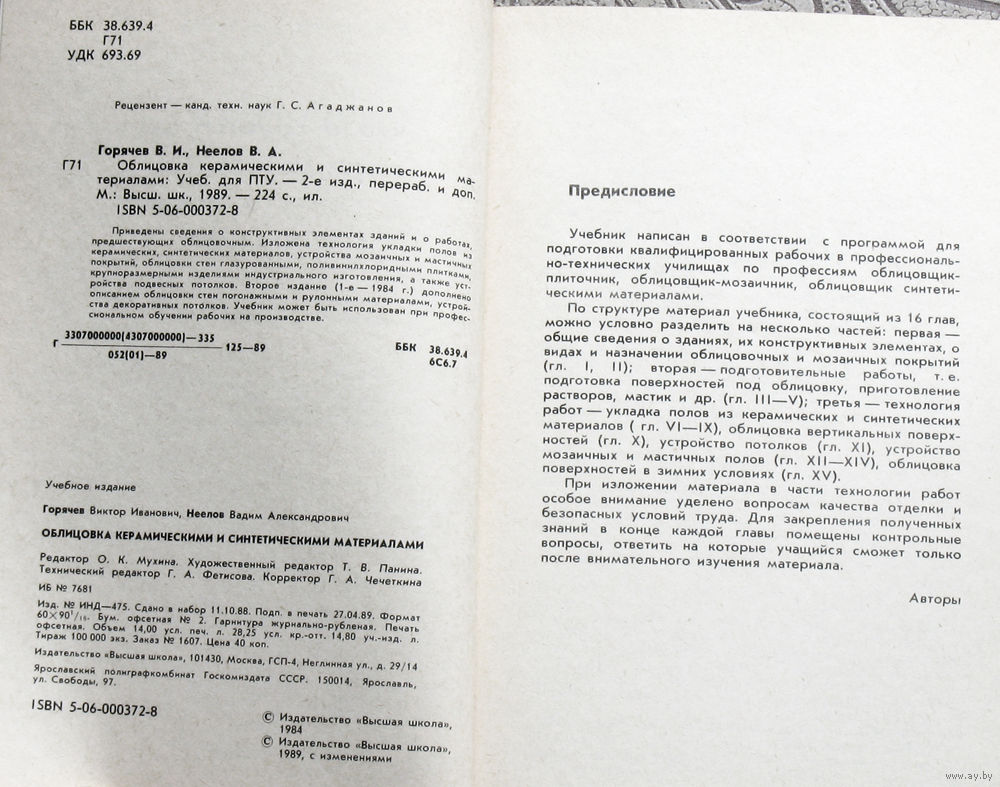 ББК 38.639.4
Г71
УДК 693.69
Рецензент — канд. техн. наук Г. С. Агаджанов
Горячев В. И., Неелов В. А.
Г71 Облицовка керамическими и синтетическими ма-
териалами: Учеб. для ПТУ. — 2-е изд., перераб. и доп.
М.: Высш. шк., 1989. — 224 с., ил.
ISBN 5-06-000372-8
Приведены сведения о конструктивных элементах зданий и о работах,
предшествующих облицовочным. Изложена технология укладки полов из
керамических, синтетических материалов, устройства мозаичных и мастичных
покрытий, облицовки стен глазурованными, поливинилхлоридными плитками,
крупноразмерными изделиями индустриального изготовления, а также уст-
ройства подвесных потолков. Второе издание (1-е — 1984 г.) дополнено
описанием облицовки стен погонажными и рулонными материалами, устрой-
ства декоративных потолков. Учебник может быть использован при профес-
сиональном обучении рабочих на производстве.
Г 3307000000(4307000000)—335
052(01)—89
125—89
ББК 38.639.4
6С6.7
Учебное издание
Горячев Виктор Иванович, Неелов Вадим Александрович
ОБЛИЦОВКА КЕРАМИЧЕСКИМИ И СИНТЕТИЧЕСКИМИ МАТЕРИАЛАМИ
Редактор О. К. Мухина. Художественный редактор Т. В. Панина.
Технический редактор Г. А. Фетисова. Корректор Г. А. Чечеткина
ИБ № 7681
Изд. № ИНД—475. Сдано в набор 11.10.88. Подп. в печать 27.04.89. Формат
60×90¹/₁₆. Бум. офсетная № 2. Гарнитура журнально-рубленая. Печать
офсетная. Объем 14,00 усл. печ. л. 28,25 усл. кр.-отт. 14,80 уч.-изд. л.
Тираж 100 000 экз. Заказ № 1607. Цена 40 коп.
Издательство «Высшая школа», 101430, Москва, ГСП-4, Неглинная ул., д. 29/14
Ярославский полиграфкомбинат Госкомиздата СССР. 150014, Ярославль,
ул. Свободы, 97.
ISBN 5-06-000372-8
© Издательство «Высшая школа»,
1984
© Издательство «Высшая школа»,
1989, с изменениями
Предисловие
Учебник написан в соответствии с программой для
подготовки квалифицированных рабочих в профессиональ-
но-технических училищах по профессиям облицовщик-
плиточник, облицовщик-мозаичник, облицовщик синтети-
ческими материалами.
По структуре материал учебника, состоящий из 16 глав,
можно условно разделить на несколько частей: первая —
общие сведения о зданиях, их конструктивных элементах, о
видах и назначении облицовочных и мозаичных покрытий
(гл. I, II); вторая — подготовительные работы, т. е.
подготовка поверхностей под облицовку, приготовление
растворов, мастик и др. (гл. III—V); третья — технология
работ — укладка полов из керамических и синтетических
материалов ( гл. VI—IX), облицовка вертикальных поверх-
ностей (гл. X), устройство потолков (гл. XI), устройство
мозаичных и мастичных полов (гл. XII—XIV), облицовка
поверхностей в зимних условиях (гл. XV).
При изложении материала в части технологии работ
особое внимание уделено вопросам качества отделки и
безопасных условий труда. Для закрепления полученных
знаний в конце каждой главы помещены контрольные
вопросы, ответить на которые учащийся сможет только
после внимательного изучения материала.
Авторы
www.ay.by